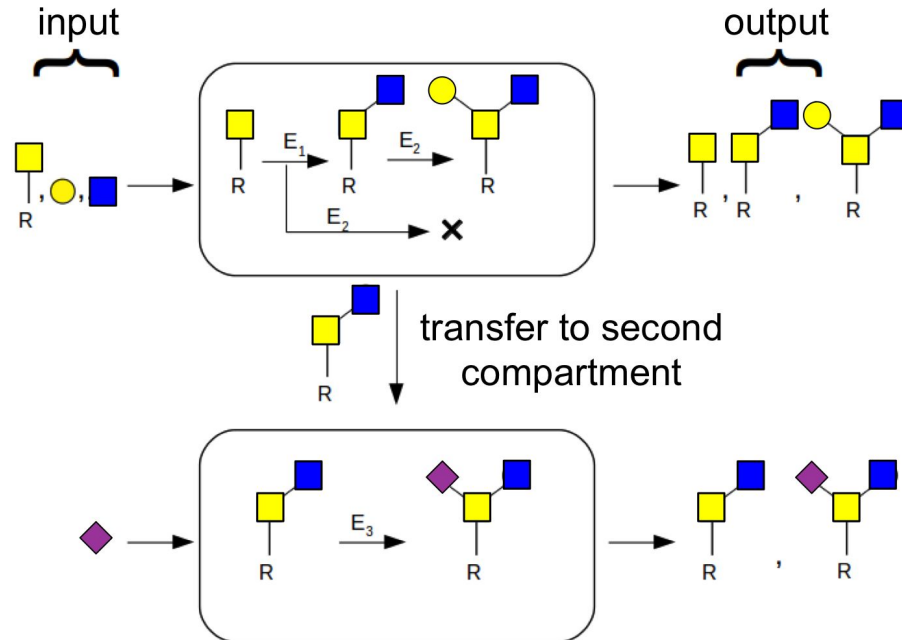 input
output
E1
E2
R R R
E2
R
R R R
transfer to second
compartment
R
E3
R R R R